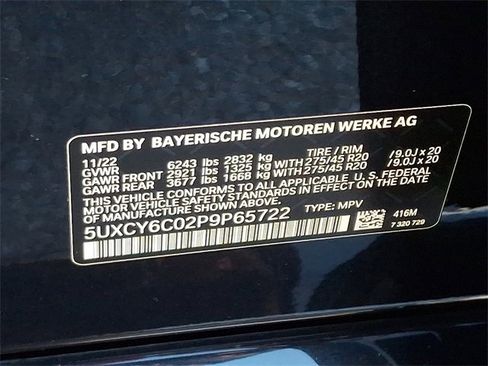 MFD BY BAYERISCHE MOTOREN WERKE AG
11/22 TIRE / RIM
GVWR 6243 lbs 2832 kg
GAWR FRONT 2921 lbs 1325 kg WITH 275/45 R20 / 9.0J x 20
GAWR REAR 3677 lbs 1668 kg WITH 275/45 R20 / 9.0J x 20
THIS VEHICLE CONFORMS TO ALL APPLICABLE U.S. FEDERAL
MOTOR VEHICLE SAFETY STANDARDS IN EFFECT ON THE DATE
OF MANUFACTURE SHOWN ABOVE.
5UXCY6C02P9P65722 TYPE: MPV
416M
7 320 729